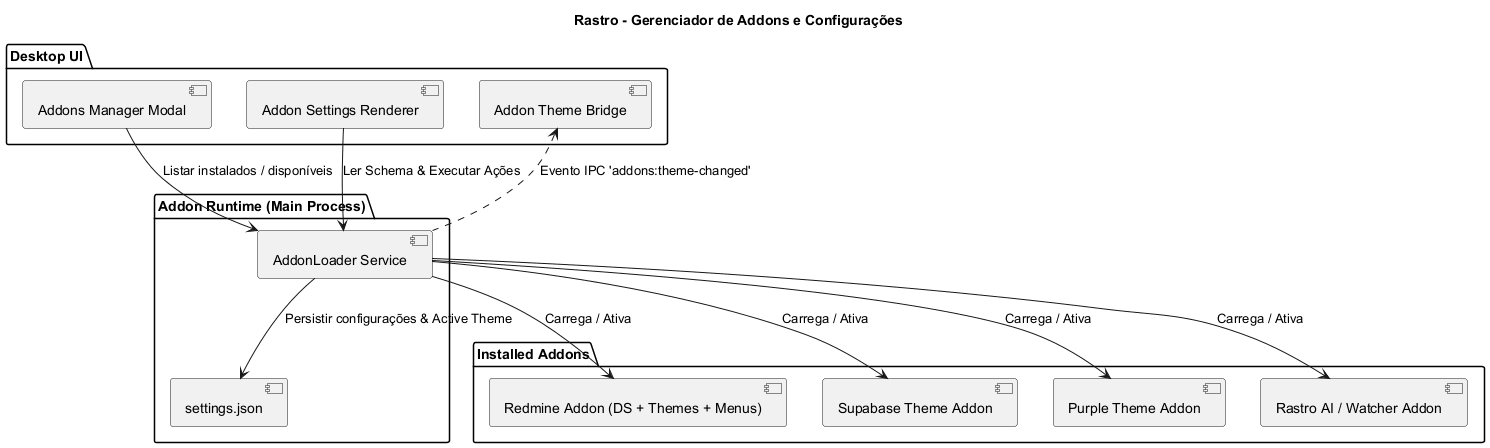 Rastro - Gerenciador de Addons e Configurações
Desktop UI
Addons Manager Modal
Addon Settings Renderer
Addon Theme Bridge
Listar instalados / disponíveis
Ler Schema & Executar Ações
Evento IPC 'addons:theme-changed'
Addon Runtime (Main Process)
AddonLoader Service
Persistir configurações & Active Theme
Carrega / Ativa
Carrega / Ativa
Carrega / Ativa
Carrega / Ativa
Installed Addons
settings.json
Redmine Addon (DS + Themes + Menus)
Supabase Theme Addon
Purple Theme Addon
Rastro AI / Watcher Addon